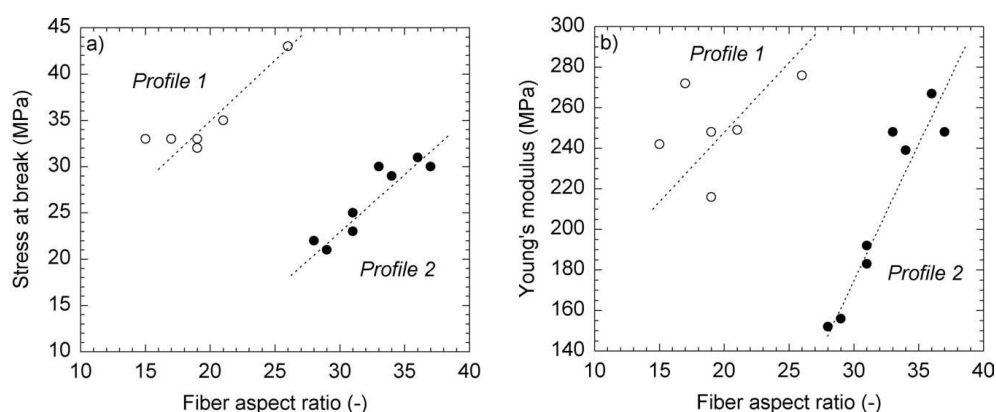 a)
Profile 1
Profile 2
Stress at break (MPa)
45
40
35
30
25
20
15
10
10 15 20 25 30 35 40
Fiber aspect ratio (-)
b)
Profile 1
Profile 2
Young's modulus (MPa)
300
280
260
240
220
200
180
160
140
10 15 20 25 30 35 40
Fiber aspect ratio (-)